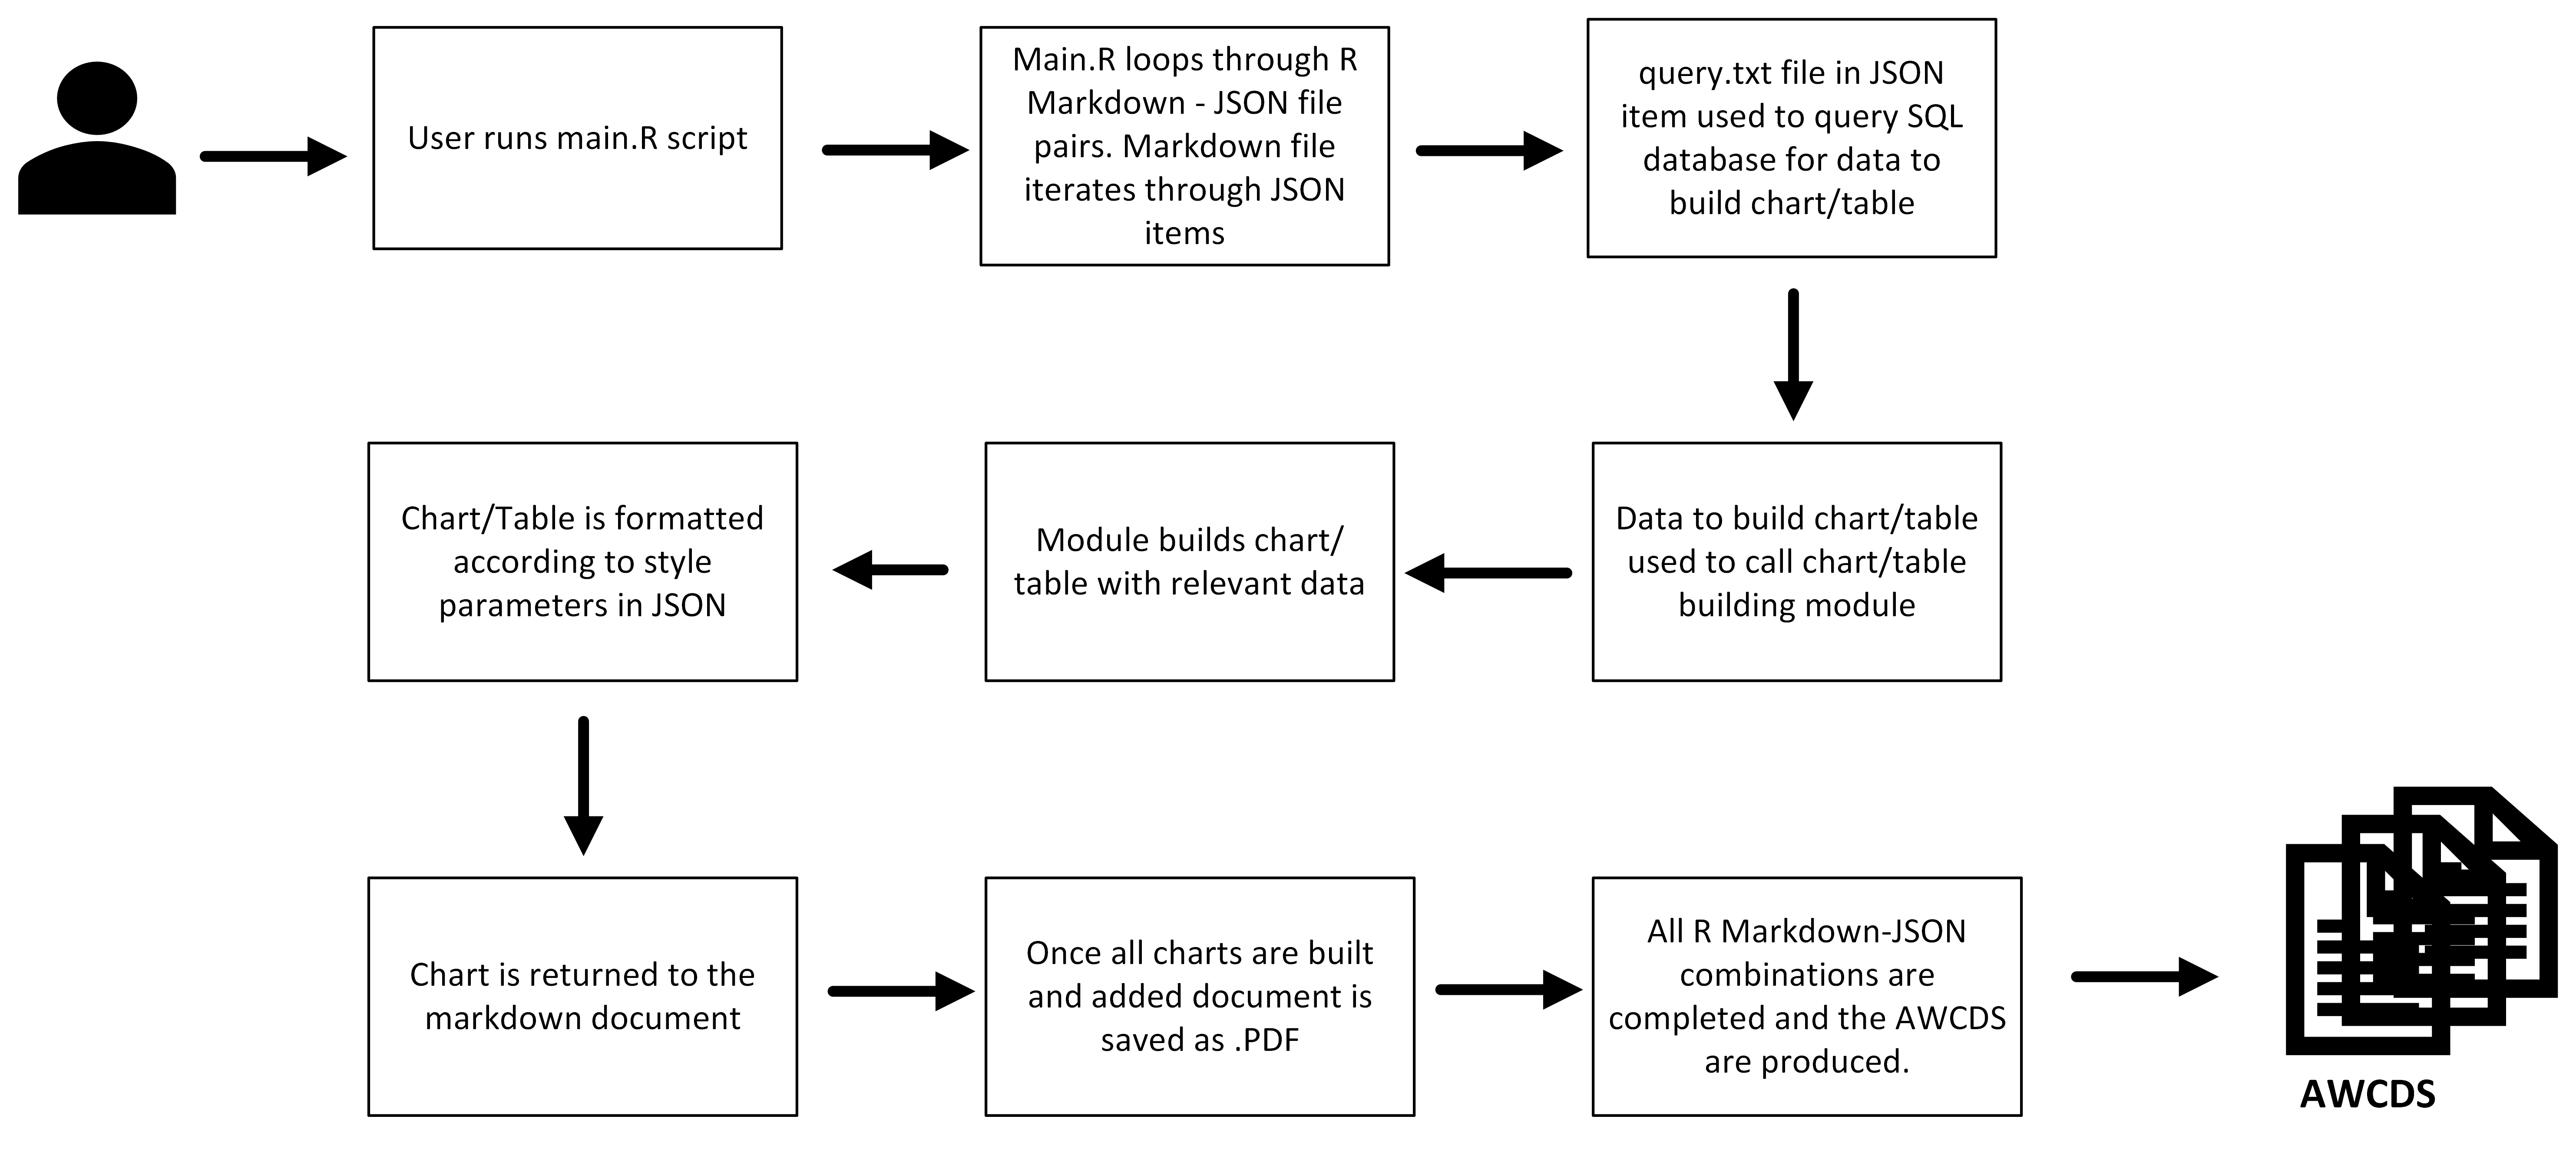 User runs main.R script
Main.R loops through R
Markdown - JSON file
pairs. Markdown file
iterates through JSON
items
query.txt file in JSON
item used to query SQL
database for data to
build chart/table
Data to build chart/table
used to call chart/table
building module
Module builds chart/
table with relevant data
Chart/Table is formatted
according to style
parameters in JSON
Chart is returned to the
markdown document
Once all charts are built
and added document is
saved as .PDF
All R Markdown-JSON
combinations are
completed and the AWCDS
are produced.
AWCDS